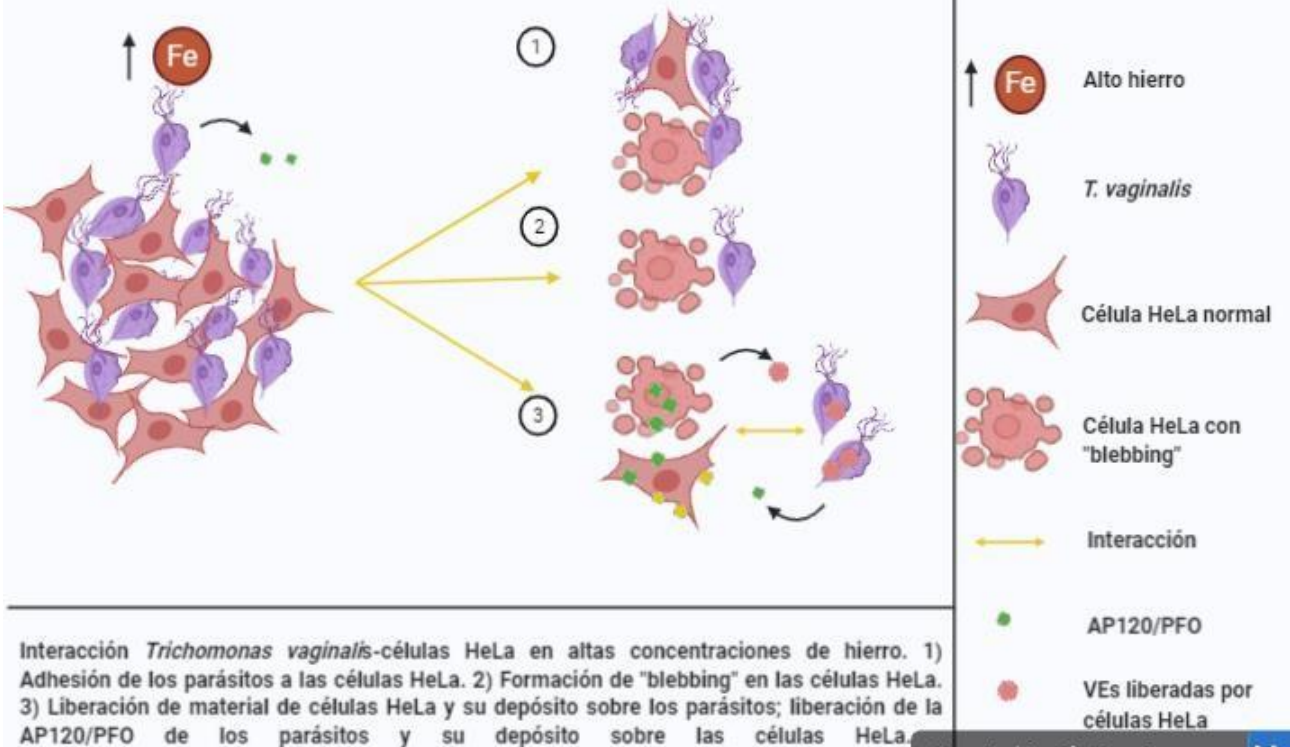 Fe
1
2
3
Interacción Trichomonas vaginalis-células HeLa en altas concentraciones de hierro. 1)
Adhesión de los parásitos a las células HeLa. 2) Formación de "blebbing" en las células HeLa.
3) Liberación de material de células HeLa y su depósito sobre los parásitos; liberación de la
AP120/PFO de los parásitos y su depósito sobre las células HeLa.
Fe
Alto hierro
T. vaginalis
Célula HeLa normal
Célula HeLa con
"blebbing"
Interacción
AP120/PFO
VEs liberadas por
células HeLa